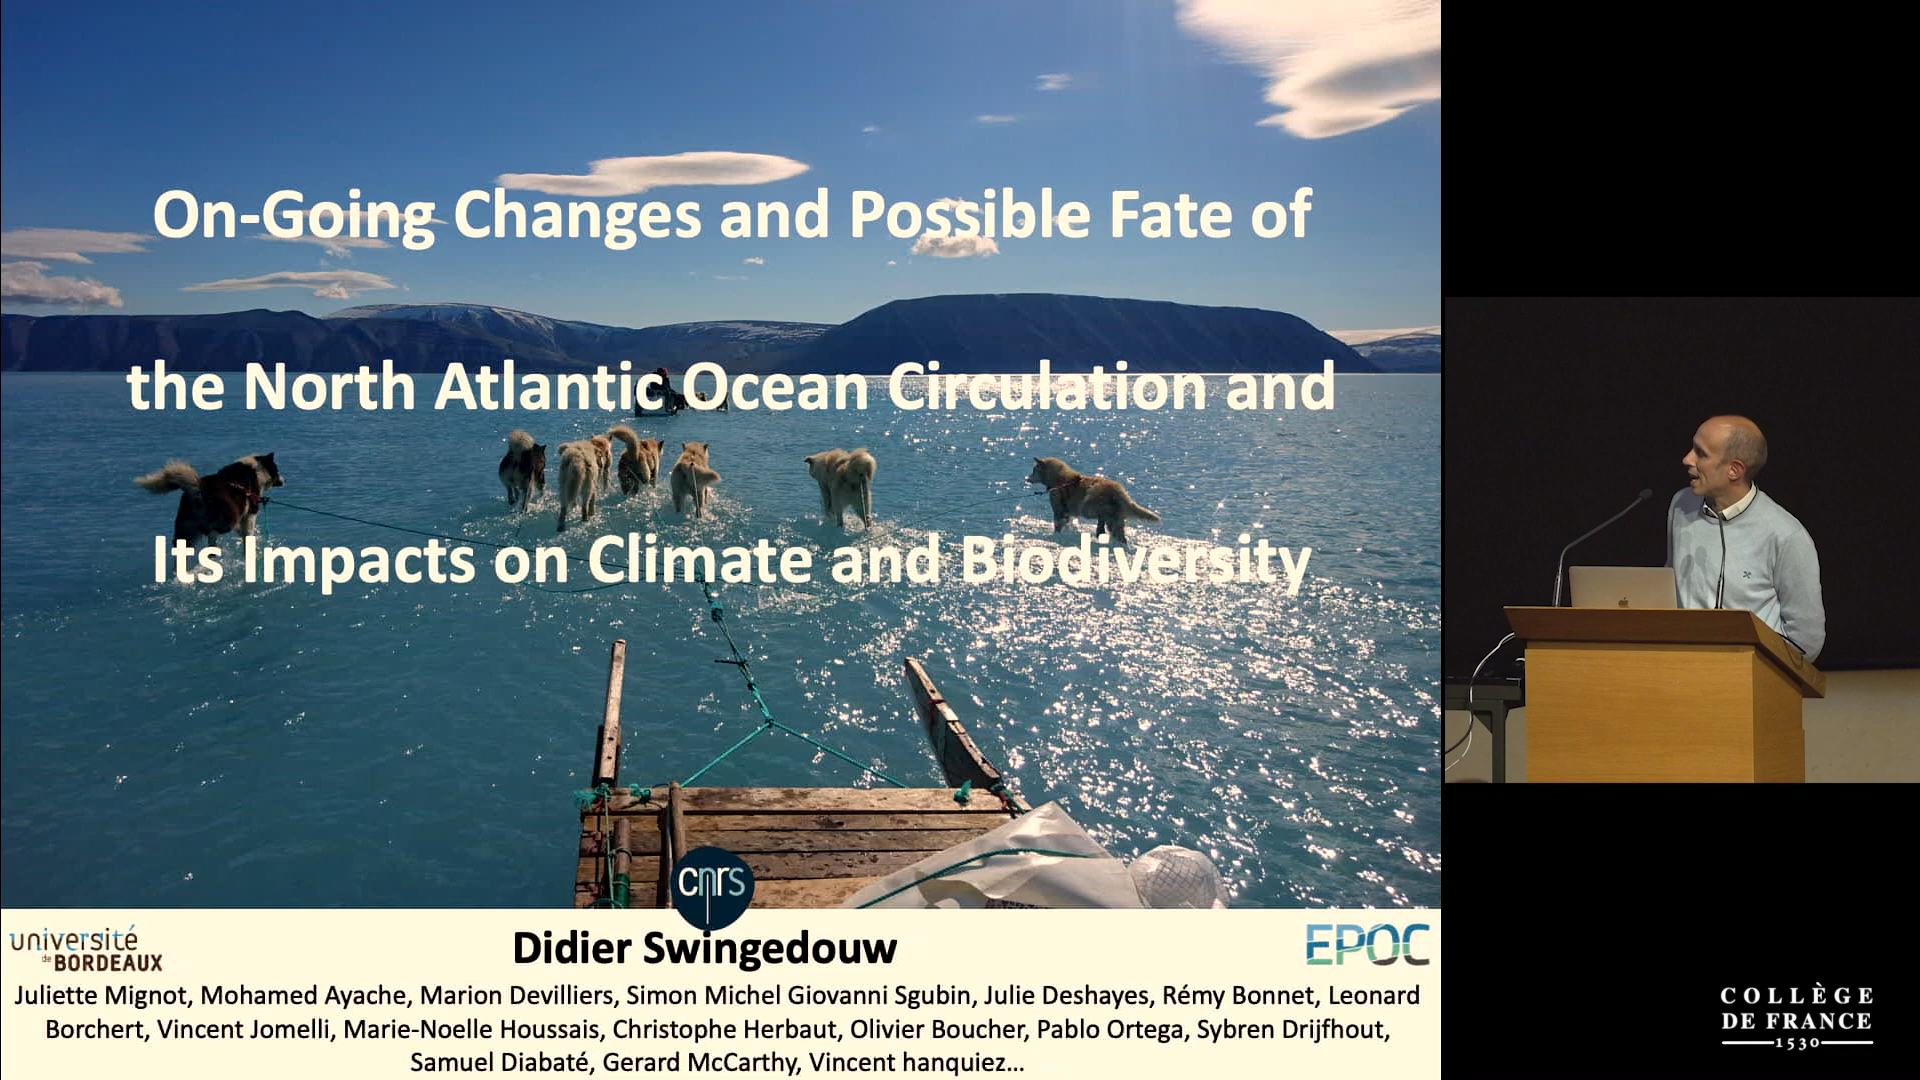 On-Going Changes and Possible Fate of
the North Atlantic Ocean Circulation and
Its Impacts on Climate and Biodiversity
cnrs
université
de BORDEAUX
Didier Swingedouw
EPOC
Juliette Mignot, Mohamed Ayache, Marion Devilliers, Simon Michel Giovanni Sgubin, Julie Deshayes, Rémy Bonnet, Leonard
Borchert, Vincent Jomelli, Marie-Noelle Houssais, Christophe Herbaut, Olivier Boucher, Pablo Ortega, Sybren Drijfhout,
Samuel Diabaté, Gerard McCarthy, Vincent hanquiez...
COLLÈGE
DE FRANCE
1530